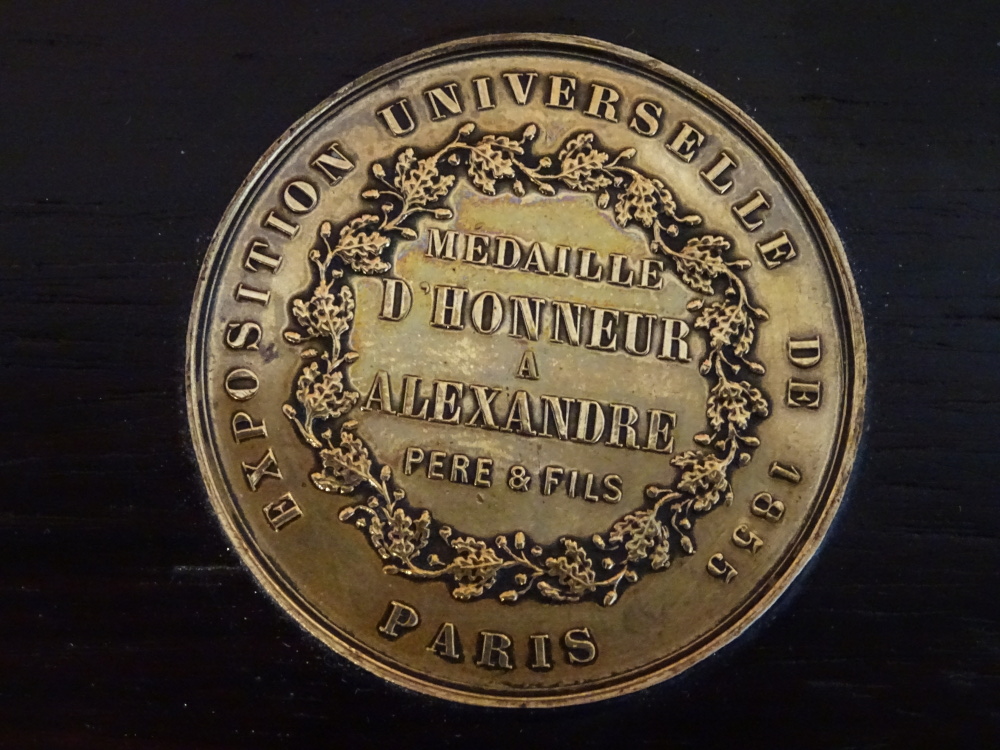 EXPOSITION UNIVERSELLE DE 1855
MEDAILLE
D'HONNEUR
A
ALEXANDRE
PERE & FILS
PARIS